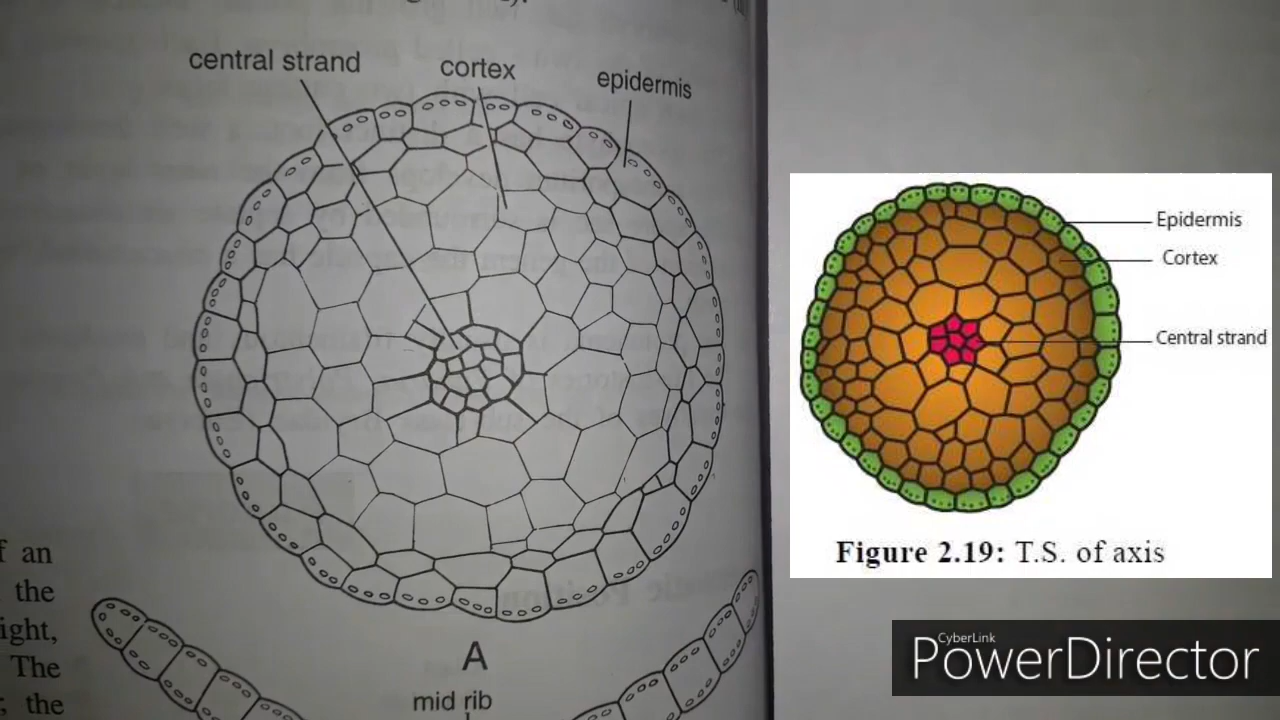 central strand
cortex
epidermis
f an
the
ight,
The
; the
A
mid rib
Epidermis
Cortex
Central strand
Figure 2.19: T.S. of axis
CyberLink
PowerDirector